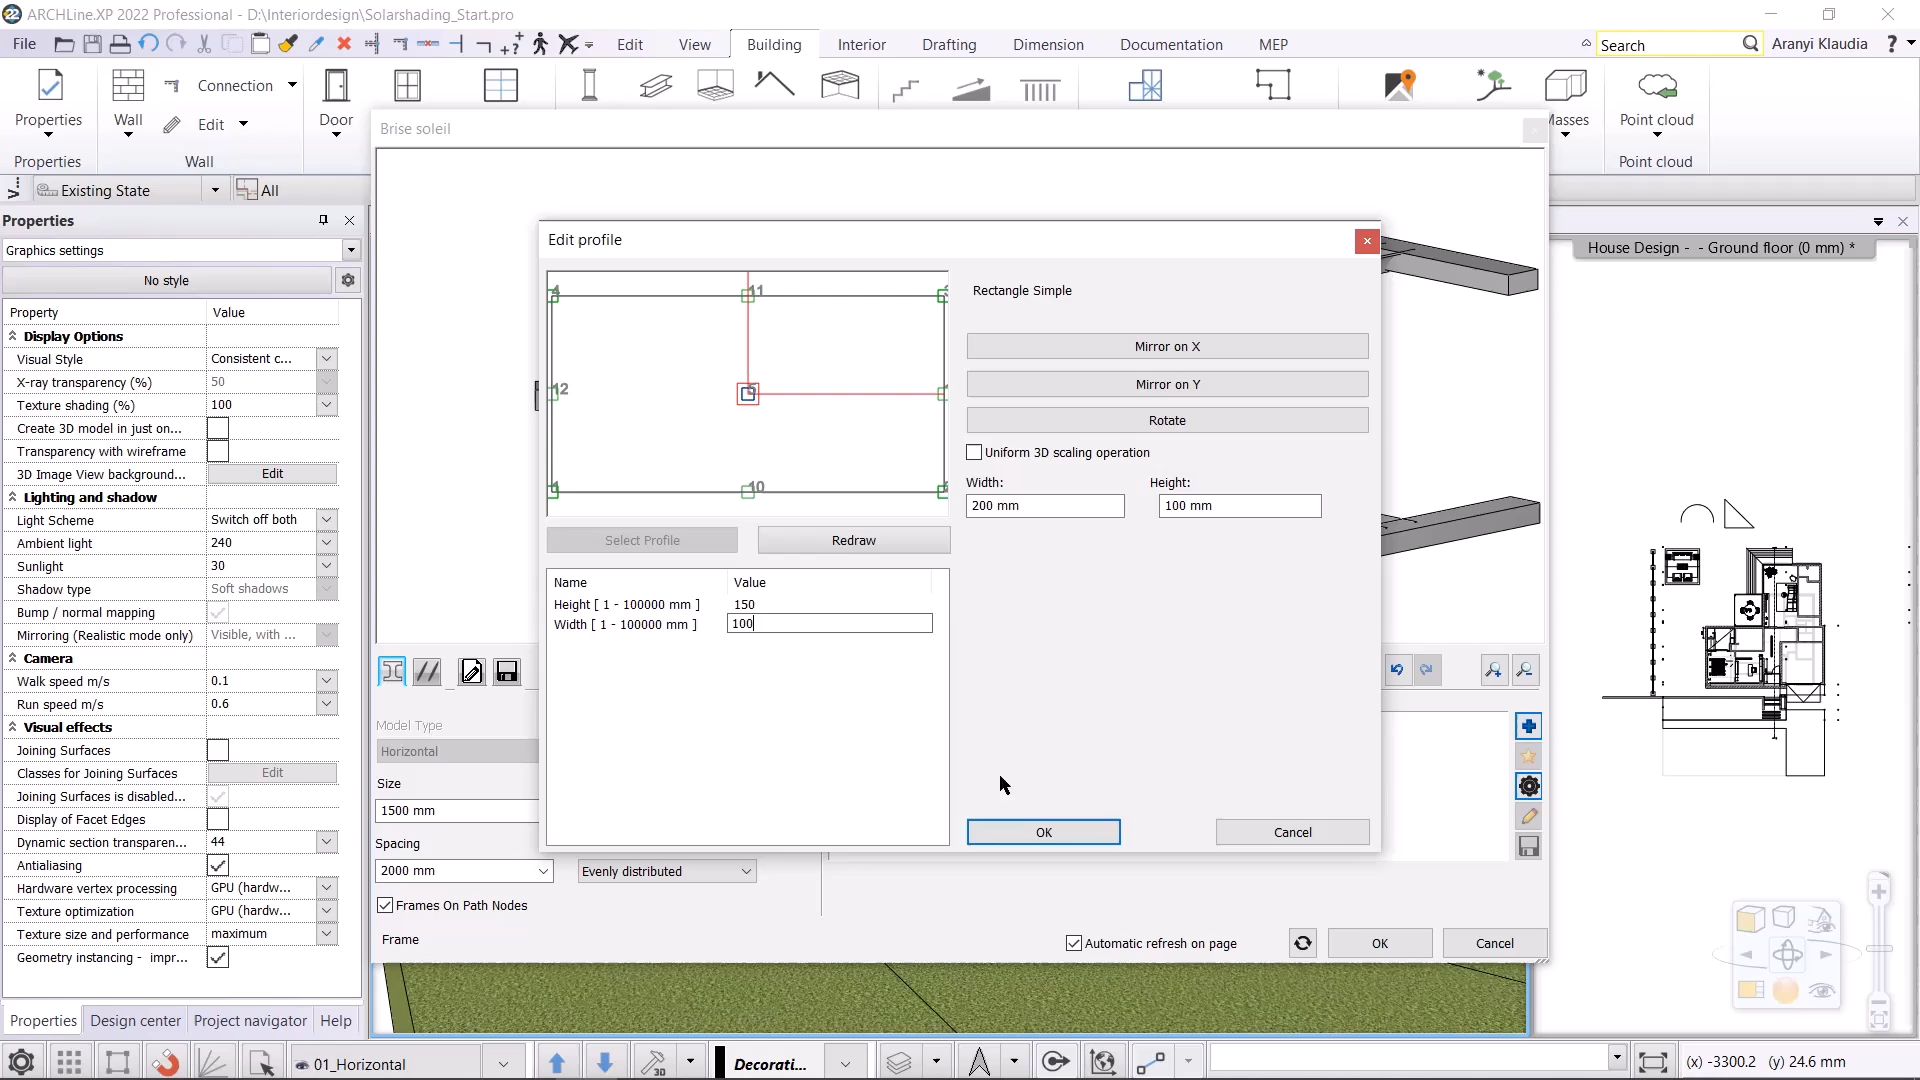 ARCHLine.XP 2022 Professional - D:\Interiordesign\Solarshading_Start.pro
File Edit View Building Interior Drafting Dimension Documentation MEP Search Aranyi Klaudia ?
Properties Wall Connection Edit Door Masses Point cloud
Properties Wall Point cloud
Existing State All
Brise soleil
Properties
Graphics settings
No style
Property Value
Display Options
Visual Style Consistent c...
X-ray transparency (%) 50
Texture shading (%) 100
Create 3D model in just on...
Transparency with wireframe
3D Image View background... Edit
Lighting and shadow
Light Scheme Switch off both
Ambient light 240
Sunlight 30
Shadow type Soft shadows
Bump / normal mapping
Mirroring (Realistic mode only) Visible, with ...
Camera
Walk speed m/s 0.1
Run speed m/s 0.6
Visual effects
Joining Surfaces
Classes for Joining Surfaces Edit
Joining Surfaces is disabled...
Display of Facet Edges
Dynamic section transparen... 44
Antialiasing
Hardware vertex processing GPU (hardw...
Texture optimization GPU (hardw...
Texture size and performance maximum
Geometry instancing - impr...
Properties Design center Project navigator Help
Edit profile
4 11
12
10
Rectangle Simple
Mirror on X
Mirror on Y
Rotate
Uniform 3D scaling operation
Width: Height:
200 mm 100 mm
Select Profile Redraw
Name Value
Height [ 1 - 100000 mm ] 150
Width [ 1 - 100000 mm ] 100
OK Cancel
Model Type
Horizontal
Size
1500 mm
Spacing
2000 mm Evenly distributed
Frames On Path Nodes
Frame
Automatic refresh on page OK Cancel
House Design - - Ground floor (0 mm) *
01_Horizontal 3D Decorati... (x) -3300.2 (y) 24.6 mm